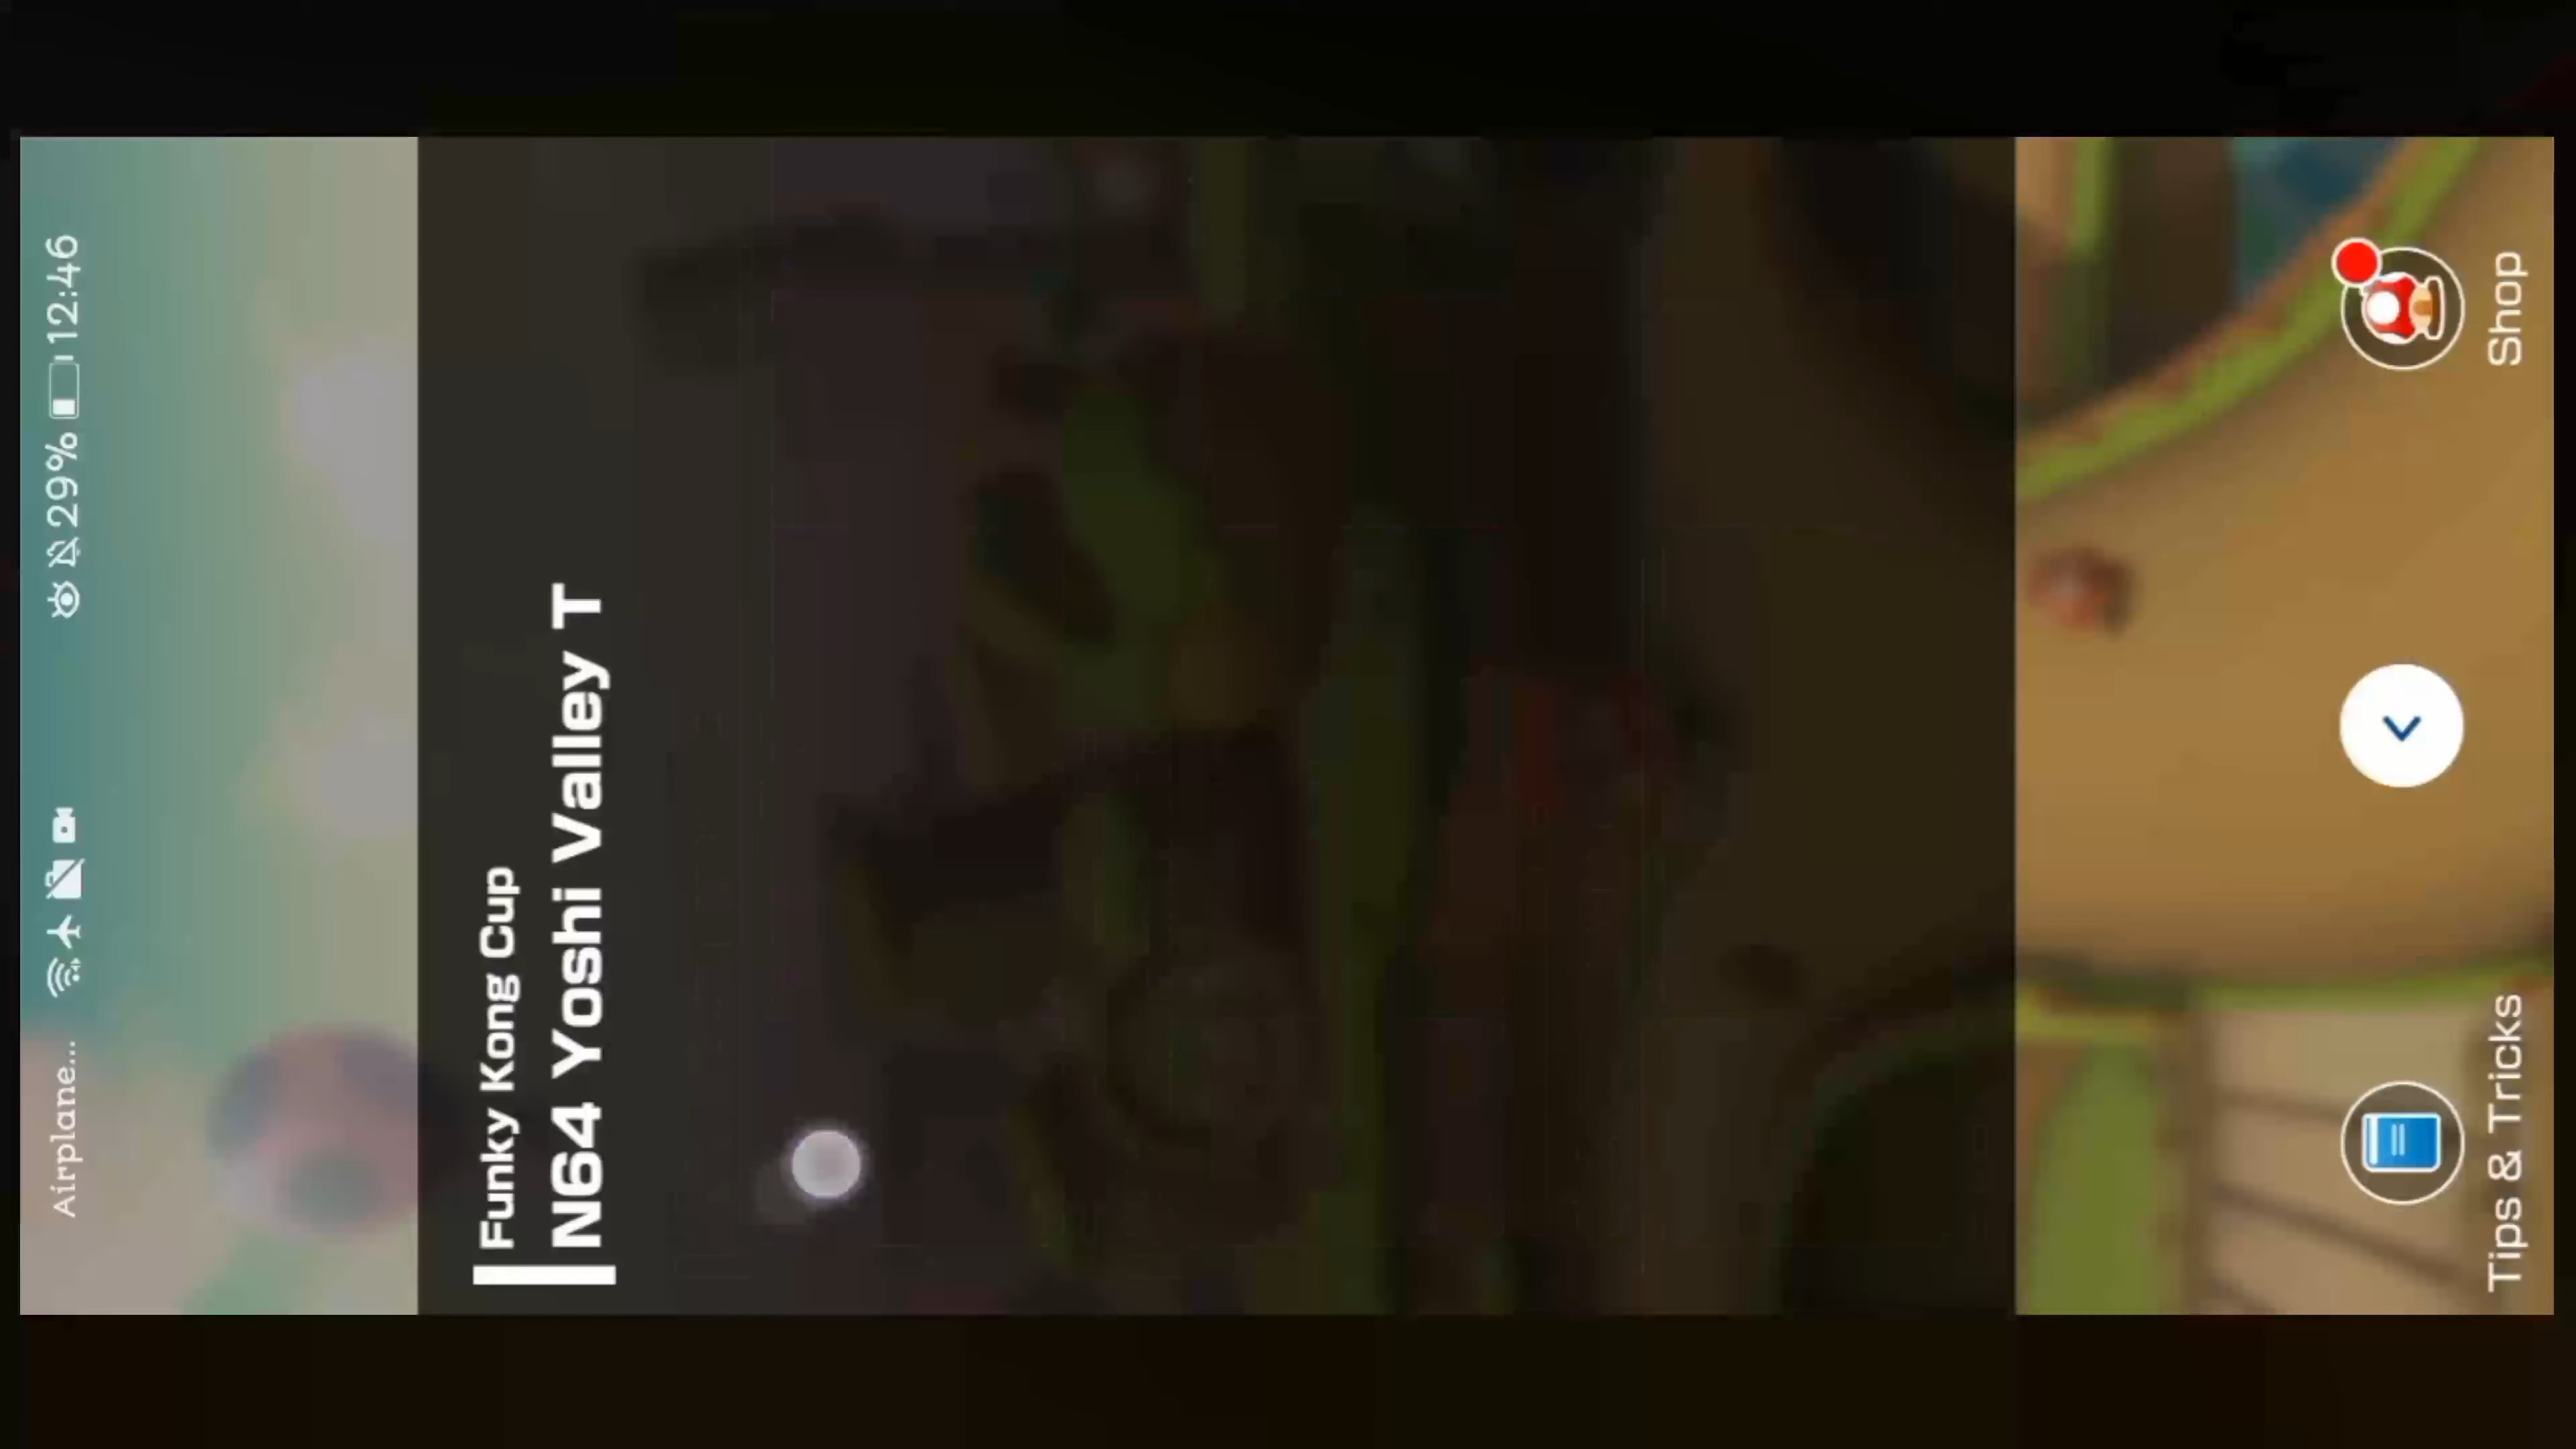 Airplane... 29% 12:46
Funky Kong Cup
N64 Yoshi Valley T
Tips & Tricks
Shop